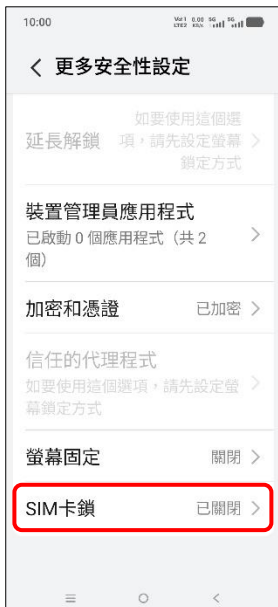 10:00
更多安全性設定
延長解鎖
如要使用這個選
項，請先設定螢幕
鎖定方式
裝置管理員應用程式
已啟動 0 個應用程式（共 2
個）
加密和憑證 已加密
信任的代理程式
如要使用這個選項，請先設定螢
幕鎖定方式
螢幕固定 關閉
SIM卡鎖 已關閉